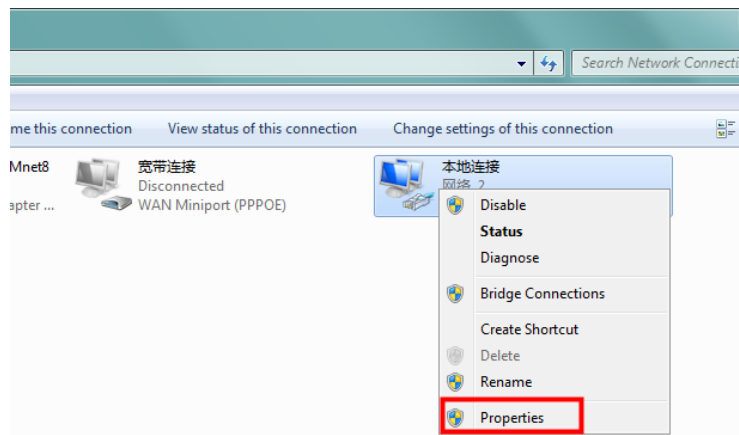 Search Network Connecti
me this connection View status of this connection Change settings of this connection
Mnet8
apter ...
宽带连接
Disconnected
WAN Miniport (PPPOE)
本地连接
网络 2
Disable
Status
Diagnose
Bridge Connections
Create Shortcut
Delete
Rename
Properties